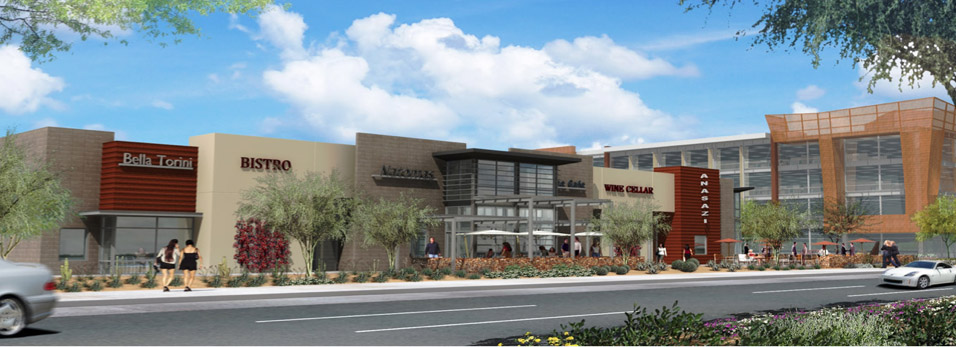 Bella Torini
BISTRO
WINE CELLAR
ANASAZI